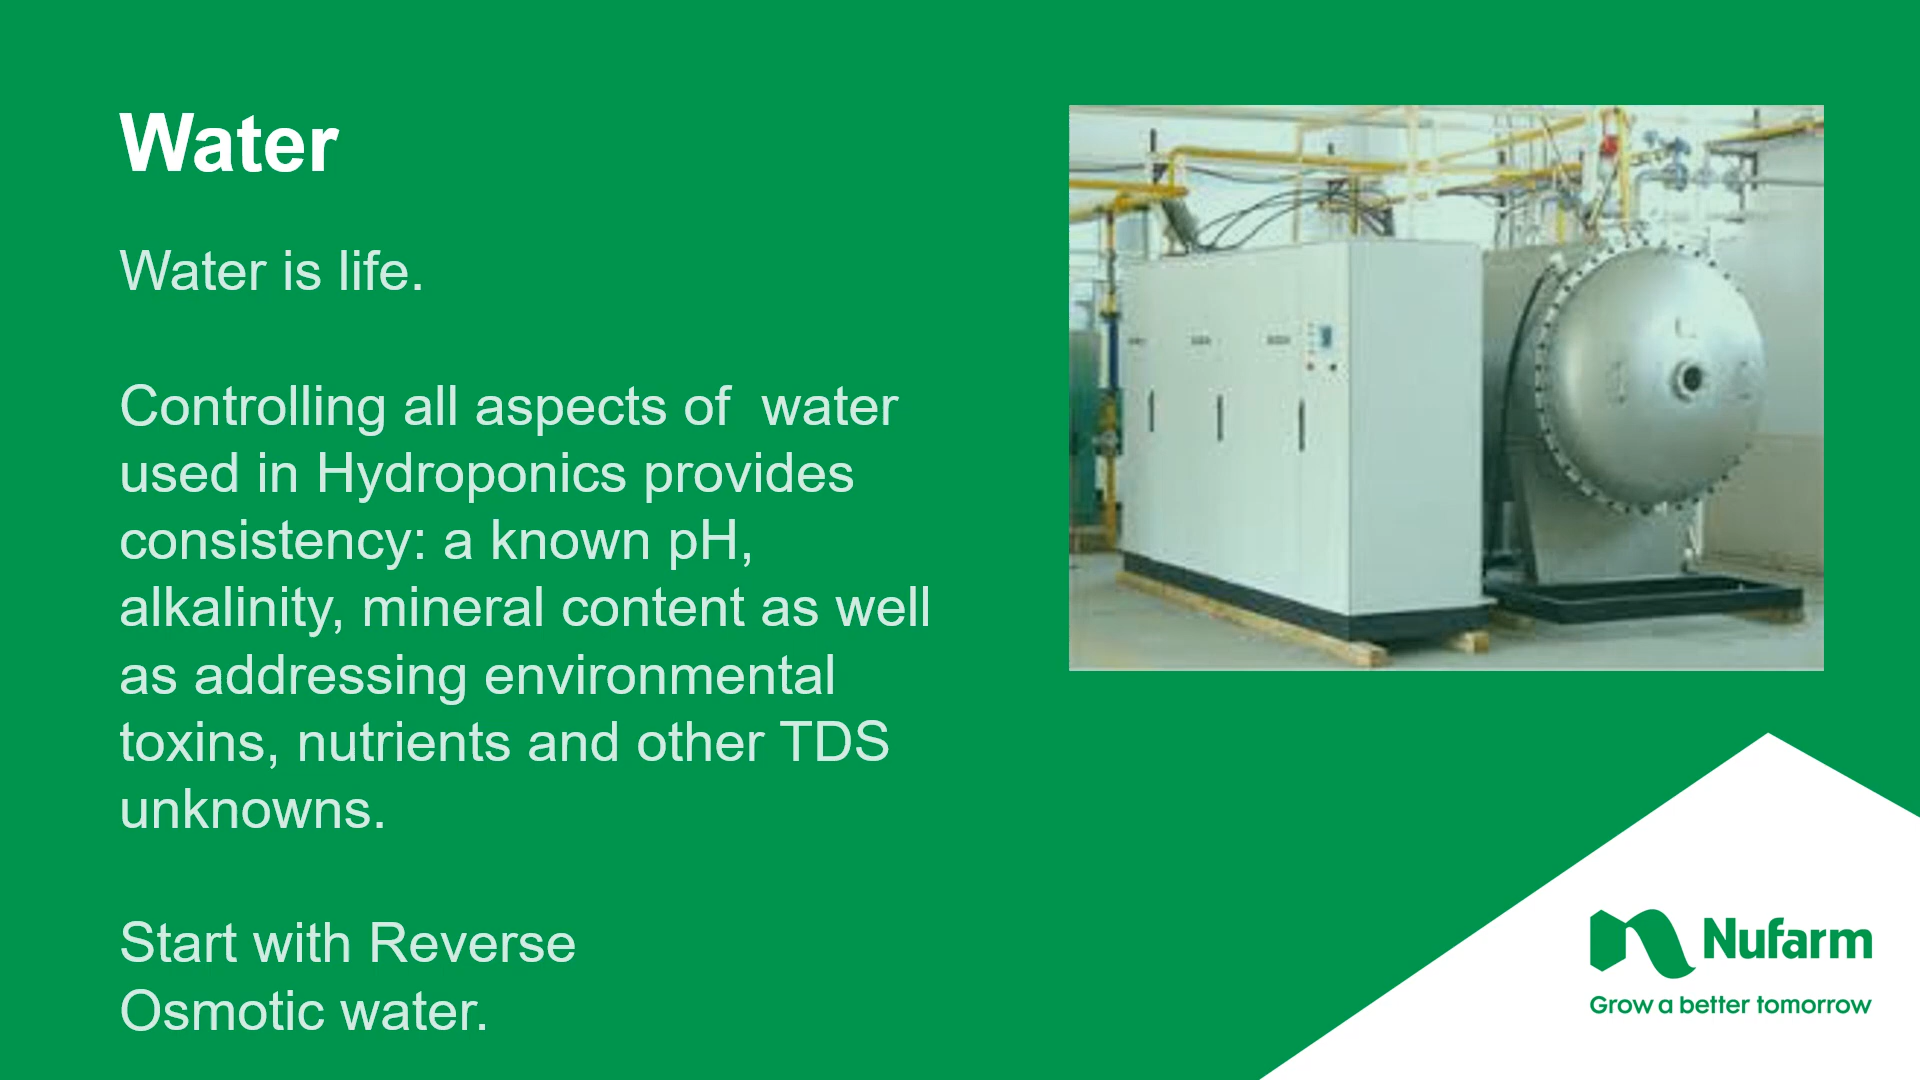 Water
Water is life.
Controlling all aspects of  water
used in Hydroponics provides
consistency: a known pH,
alkalinity, mineral content as well
as addressing environmental
toxins, nutrients and other TDS
unknowns.
Start with Reverse
Osmotic water.
Nufarm
Grow a better tomorrow